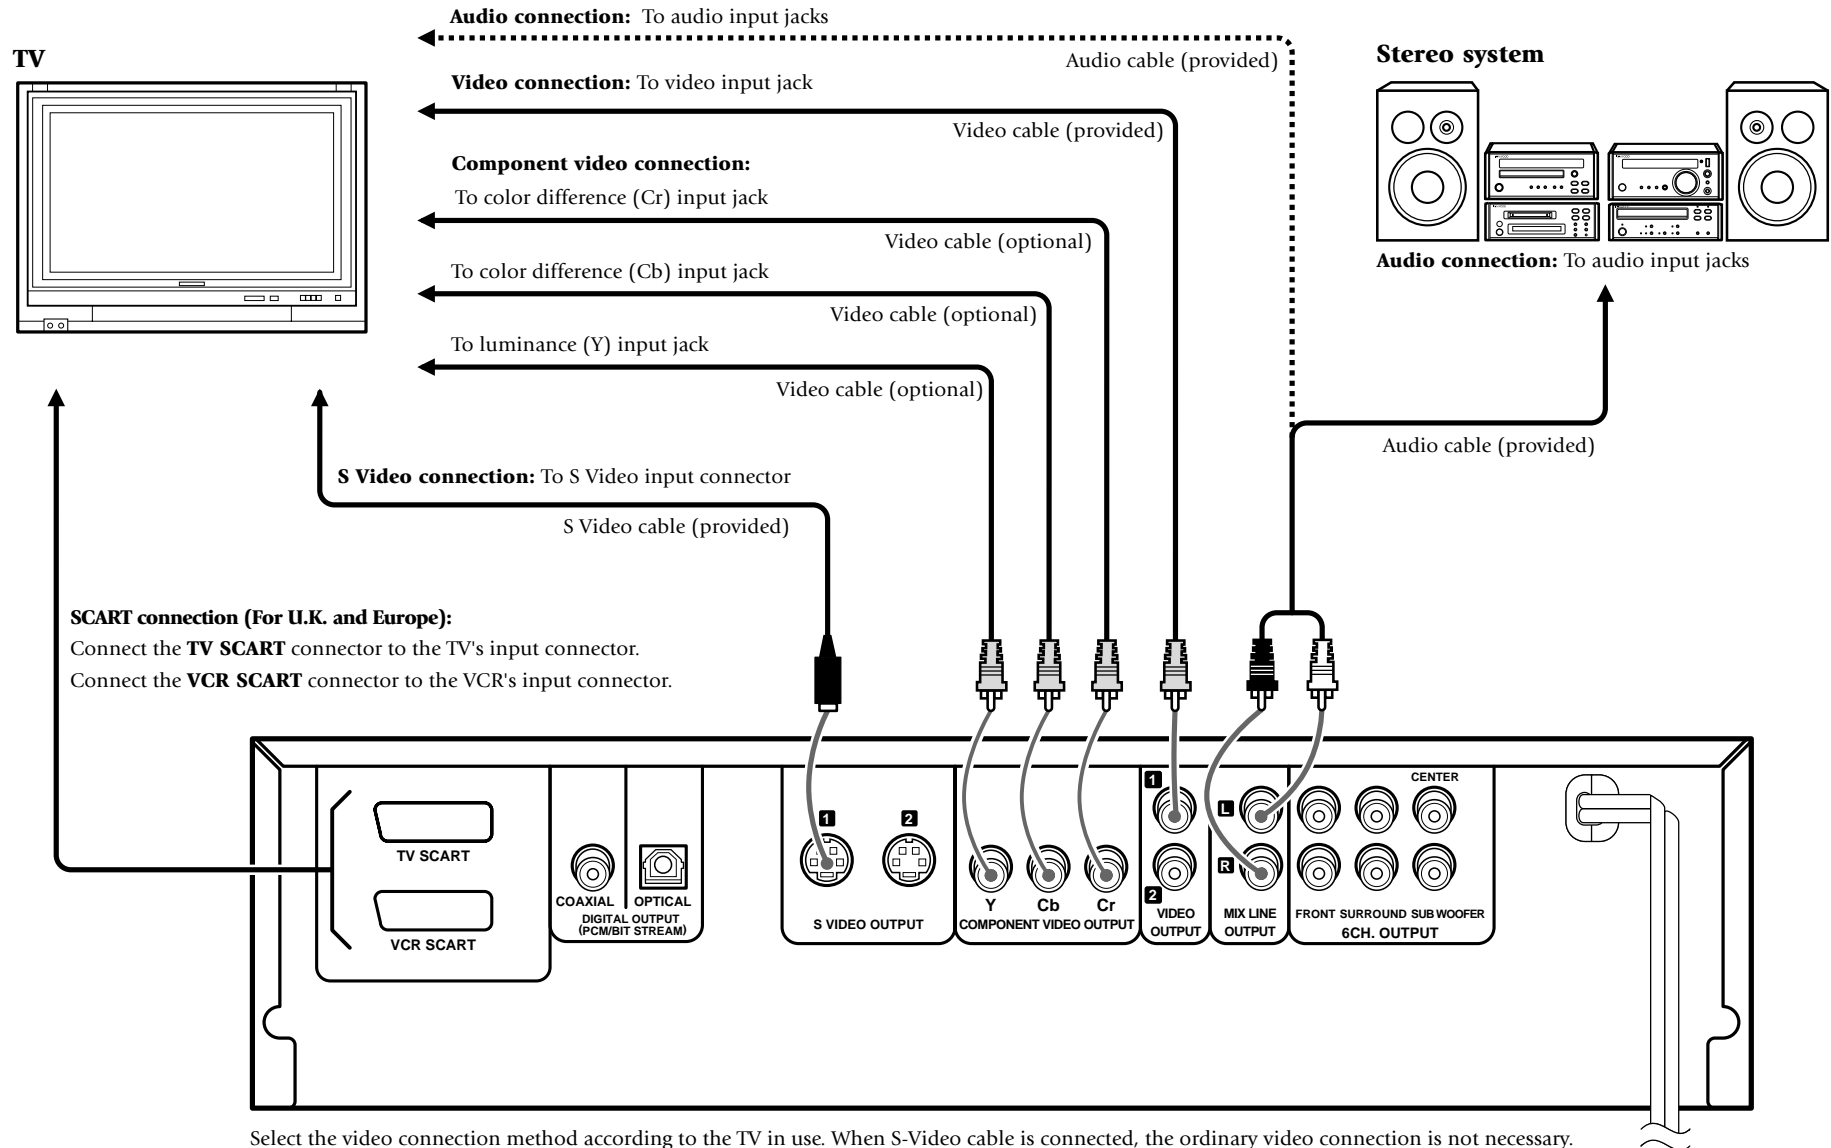 Audio connection: To audio input jacks
TV
Audio cable (provided)
Stereo system
Video connection: To video input jack
Video cable (provided)
Component video connection:
To color difference (Cr) input jack
Video cable (optional)
Audio connection: To audio input jacks
To color difference (Cb) input jack
Video cable (optional)
To luminance (Y) input jack
Video cable (optional)
Audio cable (provided)
S Video connection: To S Video input connector
S Video cable (provided)
SCART connection (For U.K. and Europe):
Connect the TV SCART connector to the TV's input connector.
Connect the VCR SCART connector to the VCR's input connector.
TV SCART
VCR SCART
COAXIAL
OPTICAL
DIGITAL OUTPUT
(PCM/BIT STREAM)
1
2
S VIDEO OUTPUT
Y
Cb
Cr
COMPONENT VIDEO OUTPUT
1
2
VIDEO
OUTPUT
L
R
MIX LINE
OUTPUT
CENTER
FRONT SURROUND SUB WOOFER
6CH. OUTPUT
Select the video connection method according to the TV in use. When S-Video cable is connected, the ordinary video connection is not necessary.